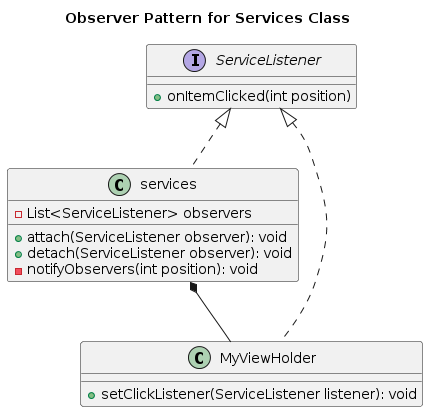 Observer Pattern for Services Class
I ServiceListener
onItemClicked(int position)
C services
List<ServiceListener> observers
attach(ServiceListener observer): void
detach(ServiceListener observer): void
notifyObservers(int position): void
C MyViewHolder
setClickListener(ServiceListener listener): void